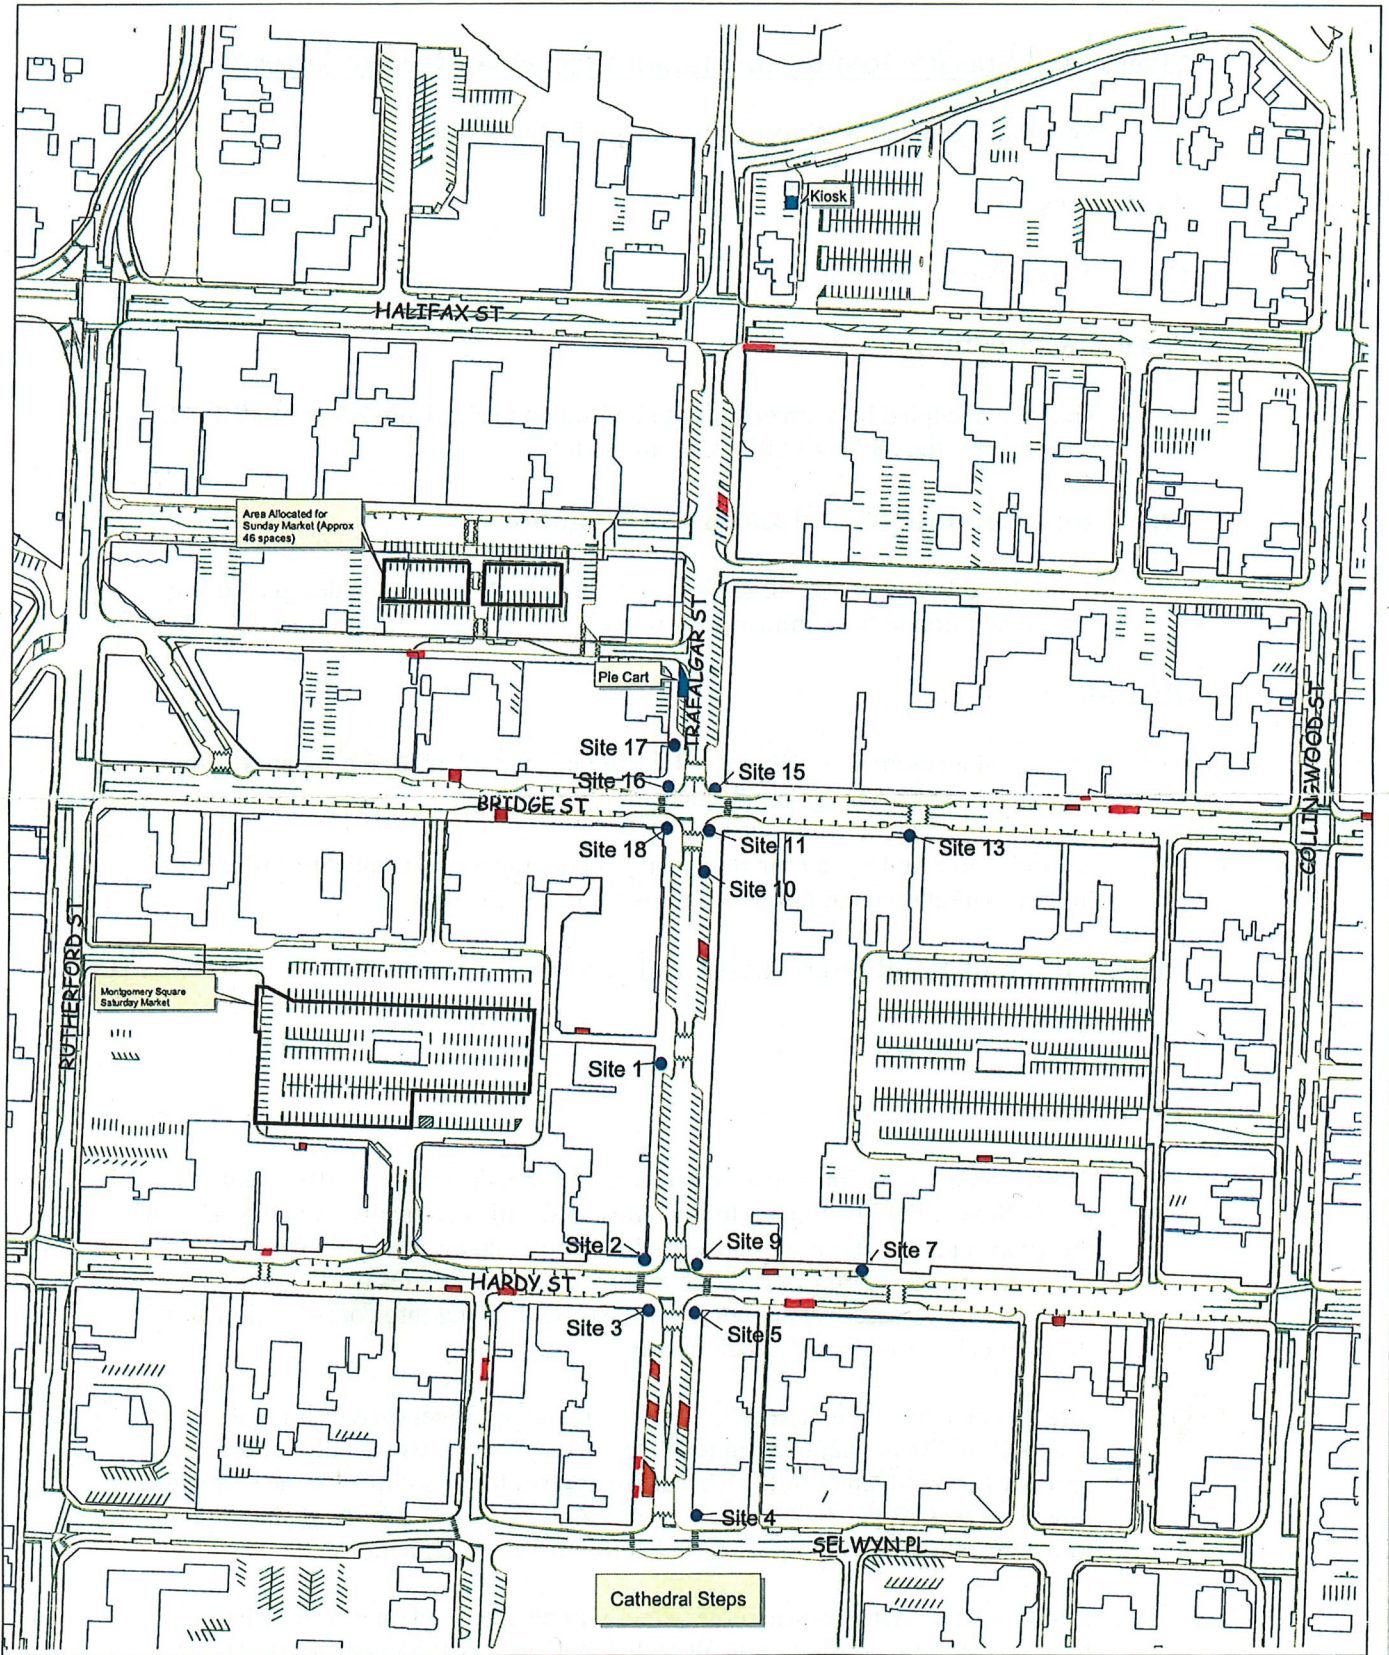 Kiosk
HALIFAX ST
Area Allocated for
Sunday Market (Approx
46 spaces)
Pie Cart
TRAFALGAR ST
COLLINGWOOD ST
Site 17
Site 16
Site 15
BRIDGE ST
Site 18
Site 11
Site 13
Site 10
RUTHERFORD ST
Montgomery Square
Saturday Market
Site 1
Site 2
Site 9
Site 7
HARDY ST
Site 3
Site 5
Site 4
SELWYN PL
Cathedral Steps